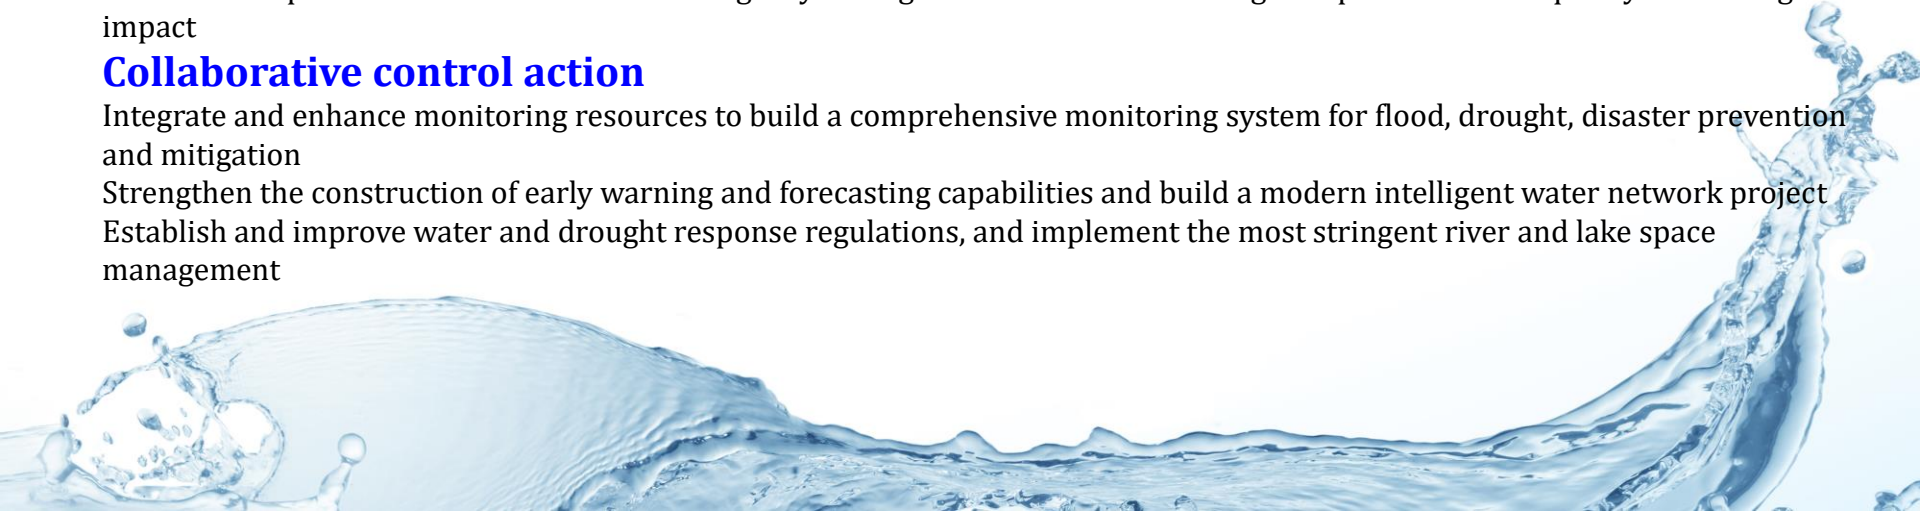 impact
Collaborative control action
Integrate and enhance monitoring resources to build a comprehensive monitoring system for flood, drought, disaster prevention
and mitigation
Strengthen the construction of early warning and forecasting capabilities and build a modern intelligent water network project
Establish and improve water and drought response regulations, and implement the most stringent river and lake space
management